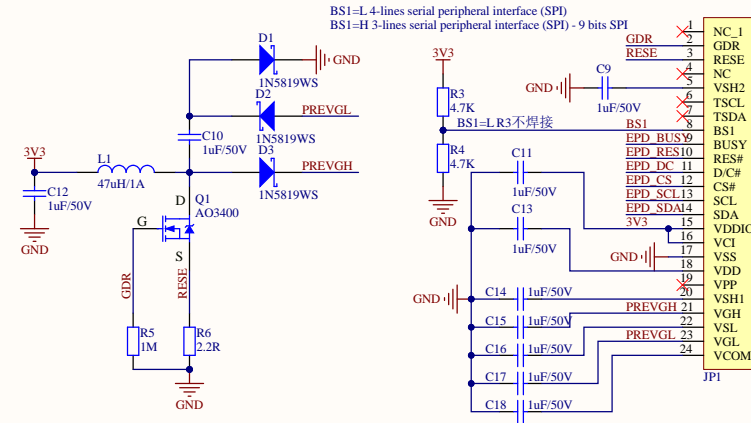 BS1=L 4-lines serial peripheral interface (SPI)
BS1=H 3-lines serial peripheral interface (SPI) - 9 bits SPI
D1
GND
1N5819WS
D2
PREVGL
1N5819WS
C10
1uF/50V
D3
PREVGH
1N5819WS
3V3
L1
47uH/1A
C12
1uF/50V
GND
D
Q1
AO3400
G
S
GDR
RESE
R5
1M
R6
2.2R
GND
3V3
R3
4.7K
BS1=L R3不焊接
R4
4.7K
GND
GND
C9
1uF/50V
C11
1uF/50V
C13
1uF/50V
GND
GND
C14 1uF/50V
C15 1uF/50V
C16 1uF/50V
C17 1uF/50V
C18 1uF/50V
1 NC_1
GDR 2 GDR
RESE 3 RESE
4 NC
5 VSH2
6 TSCL
7 TSDA
BS1 8 BS1
EPD_BUSY 9 BUSY
EPD_RES 10 RES#
EPD_DC 11 D/C#
EPD_CS 12 CS#
EPD_SCL 13 SCL
EPD_SDA 14 SDA
3V3 15 VDDIO
16 VCI
17 VSS
18 VDD
19 VPP
20 VSH1
PREVGH 21 VGH
22 VSL
PREVGL 23 VGL
24 VCOM
JP1